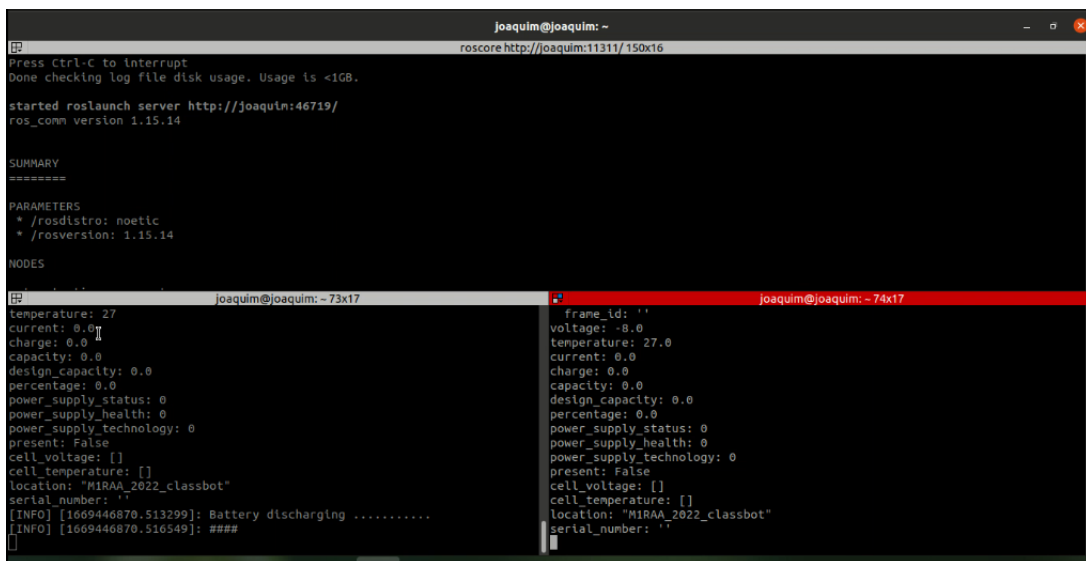 joaquim@joaquim: ~
roscore http://joaquim:11311/ 150x16
Press Ctrl-C to interrupt
Done checking log file disk usage. Usage is <1GB.
started roslaunch server http://joaquim:46719/
ros_comm version 1.15.14
SUMMARY
========
PARAMETERS
* /rosdistro: noetic
* /rosversion: 1.15.14
NODES
joaquim@joaquim: ~ 73x17
temperature: 27
current: 0.0
charge: 0.0
capacity: 0.0
design_capacity: 0.0
percentage: 0.0
power_supply_status: 0
power_supply_health: 0
power_supply_technology: 0
present: False
cell_voltage: []
cell_temperature: []
location: "M1RAA_2022_classbot"
serial_number: ''
[INFO] [1669446870.513299]: Battery discharging ...........
[INFO] [1669446870.516549]: ####
joaquim@joaquim: ~ 74x17
frame_id: ''
voltage: -8.0
temperature: 27.0
current: 0.0
charge: 0.0
capacity: 0.0
design_capacity: 0.0
percentage: 0.0
power_supply_status: 0
power_supply_health: 0
power_supply_technology: 0
present: False
cell_voltage: []
cell_temperature: []
location: "M1RAA_2022_classbot"
serial_number: ''